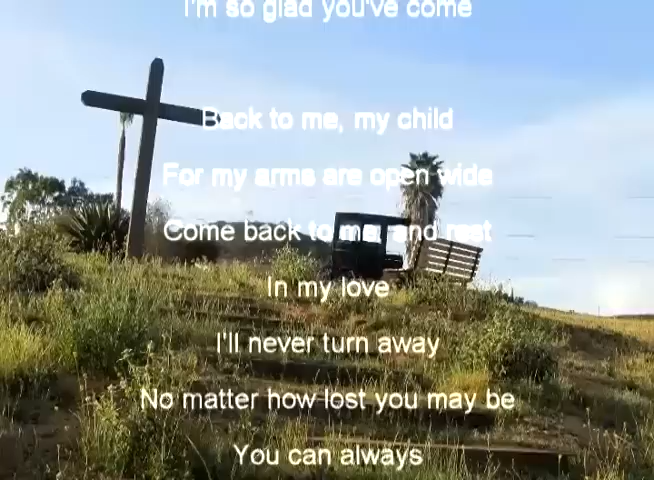 I'm so glad you've come
Back to me, my child
For my arms are open wide
Come back to me, and rest
In my love
I'll never turn away
No matter how lost you may be
You can always